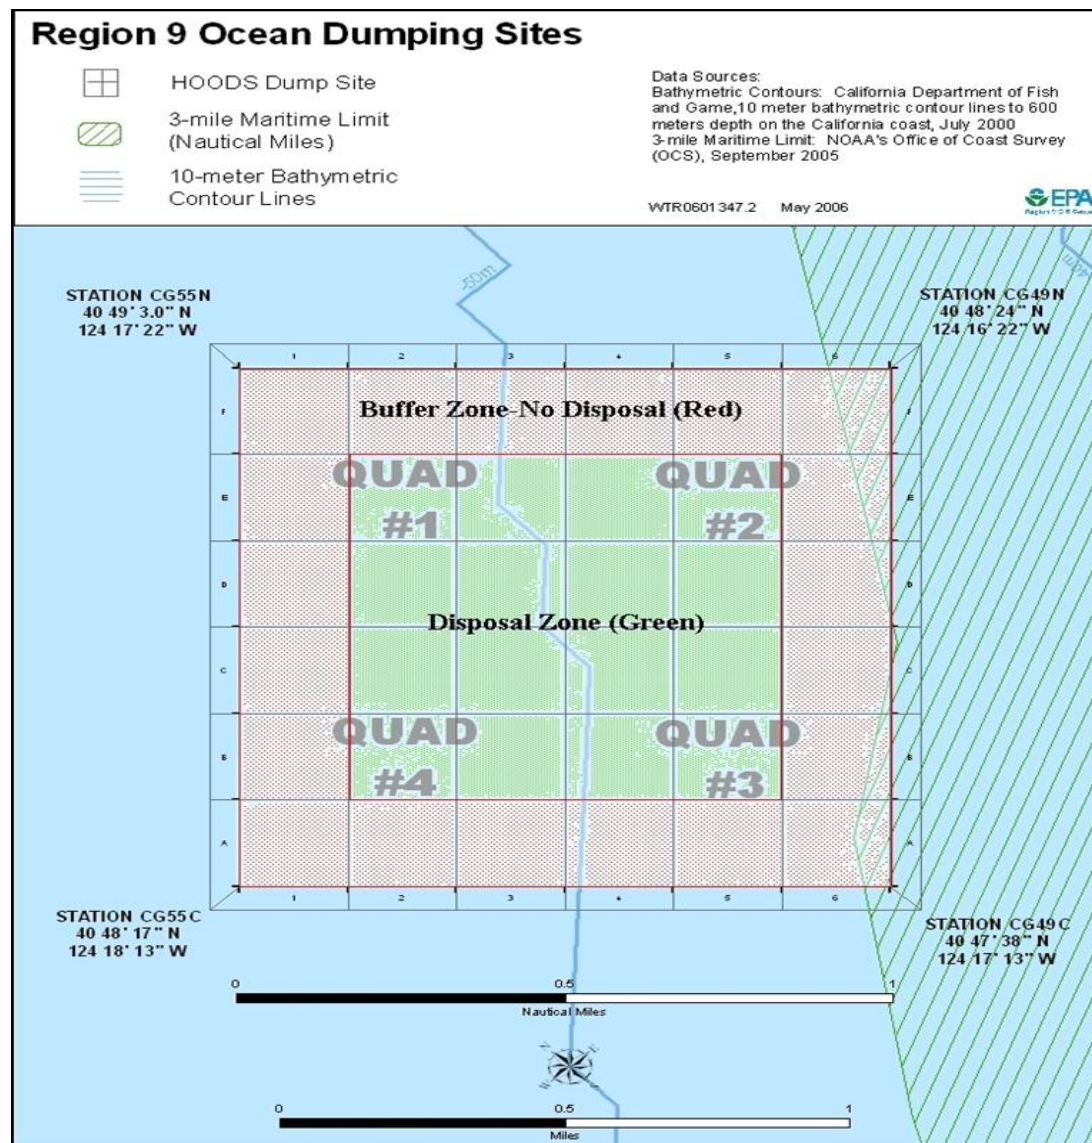 Region 9 Ocean Dumping Sites
HOODS Dump Site
3-mile Maritime Limit
(Nautical Miles)
10-meter Bathymetric
Contour Lines
Data Sources:
Bathymetric Contours: California Department of Fish
and Game,10 meter bathymetric contour lines to 600
meters depth on the California coast, July 2000
3-mile Maritime Limit: NOAA's Office of Coast Survey
(OCS), September 2005
WTR0601347.2 May 2006
EPA
-50m
STATION CG55N
40 49' 3.0" N
124 17' 22" W
STATION CG49N
40 48' 24" N
124 16' 22" W
1 2 3 4 5 6
F
Buffer Zone-No Disposal (Red)
F
E
QUAD
#1
QUAD
#2
E
D
D
Disposal Zone (Green)
C
C
B
QUAD
#4
QUAD
#3
B
A
A
1 2 3 4 5 6
STATION CG55C
40 48' 17" N
124 18' 13" W
STATION CG49C
40 47' 38" N
124 17' 13" W
0 0.5 1
Nautical Miles
N E
W S
0 0.5 1
Miles